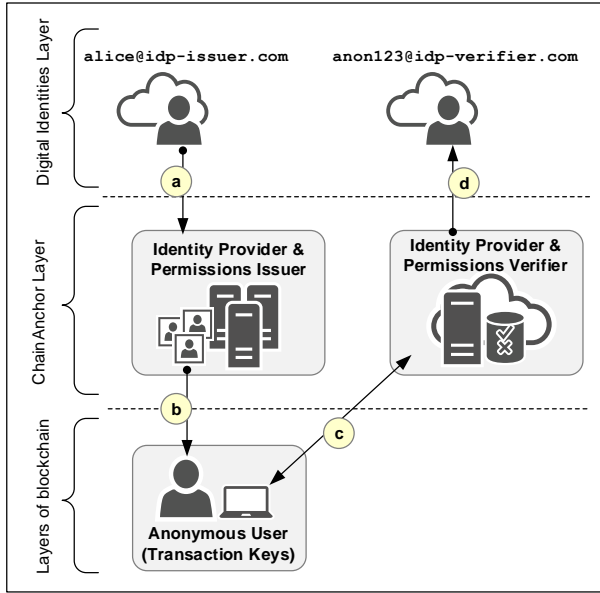 Digital Identities Layer
alice@idp-issuer.com
anon123@idp-verifier.com
a
d
Chain Anchor Layer
Identity Provider &
Permissions Issuer
Identity Provider &
Permissions Verifier
b
c
Layers of blockchain
Anonymous User
(Transaction Keys)